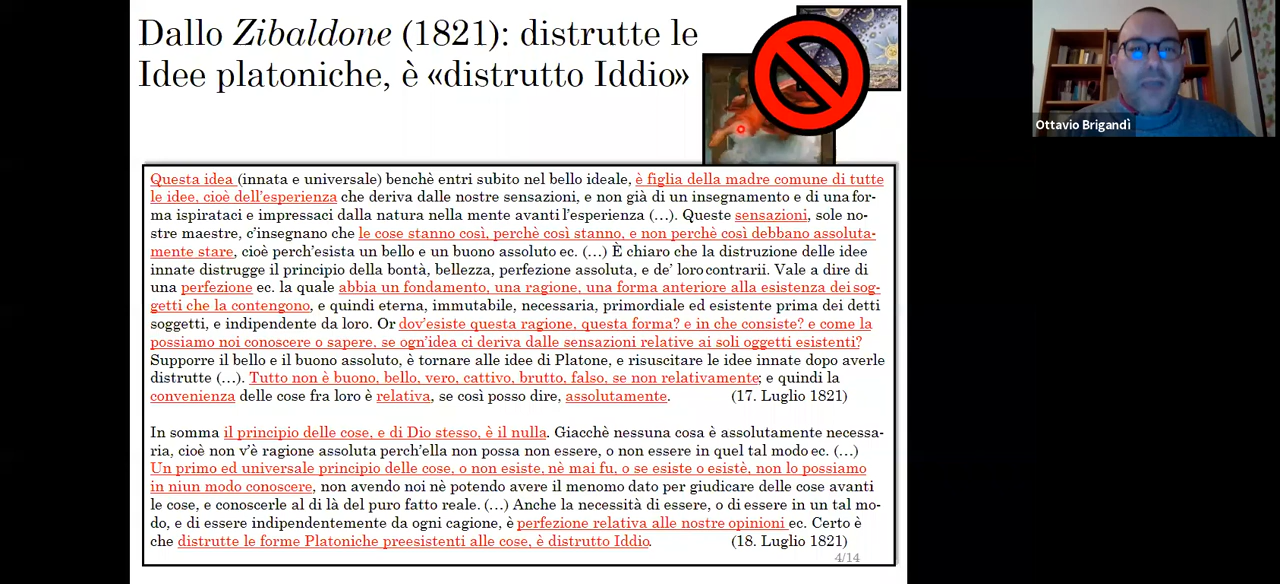 Dallo Zibaldone (1821): distrutte le
Idee platoniche, è «distrutto Iddio»
Ottavio Brigandì
Questa idea (innata e universale) benchè entri subito nel bello ideale, è figlia della madre comune di tutte
le idee, cioè dell'esperienza che deriva dalle nostre sensazioni, e non già di un insegnamento e di una for-
ma ispirataci e impressaci dalla natura nella mente avanti l'esperienza (…). Queste sensazioni, sole no-
stre maestre, c'insegnano che le cose stanno così, perchè così stanno, e non perchè così debbano assoluta-
mente stare, cioè perch'esista un bello e un buono assoluto ec. (…) È chiaro che la distruzione delle idee
innate distrugge il principio della bontà, bellezza, perfezione assoluta, e de' loro contrarii. Vale a dire di
una perfezione ec. la quale abbia un fondamento, una ragione, una forma anteriore alla esistenza dei sog-
getti che la contengono, e quindi eterna, immutabile, necessaria, primordiale ed esistente prima dei detti
soggetti, e indipendente da loro. Or dov'esiste questa ragione, questa forma? e in che consiste? e come la
possiamo noi conoscere o sapere, se ogn'idea ci deriva dalle sensazioni relative ai soli oggetti esistenti?
Supporre il bello e il buono assoluto, è tornare alle idee di Platone, e risuscitare le idee innate dopo averle
distrutte (…). Tutto non è buono, bello, vero, cattivo, brutto, falso, se non relativamente; e quindi la
convenienza delle cose fra loro è relativa, se così posso dire, assolutamente. (17. Luglio 1821)
In somma il principio delle cose, e di Dio stesso, è il nulla. Giacchè nessuna cosa è assolutamente necessa-
ria, cioè non v'è ragione assoluta perch'ella non possa non essere, o non essere in quel tal modo ec. (…)
Un primo ed universale principio delle cose, o non esiste, nè mai fu, o se esiste o esistè, non lo possiamo
in niun modo conoscere, non avendo noi nè potendo avere il menomo dato per giudicare delle cose avanti
le cose, e conoscerle al di là del puro fatto reale. (…) Anche la necessità di essere, o di essere in un tal mo-
do, e di essere indipendentemente da ogni cagione, è perfezione relativa alle nostre opinioni ec. Certo è
che distrutte le forme Platoniche preesistenti alle cose, è distrutto Iddio. (18. Luglio 1821)
4/14